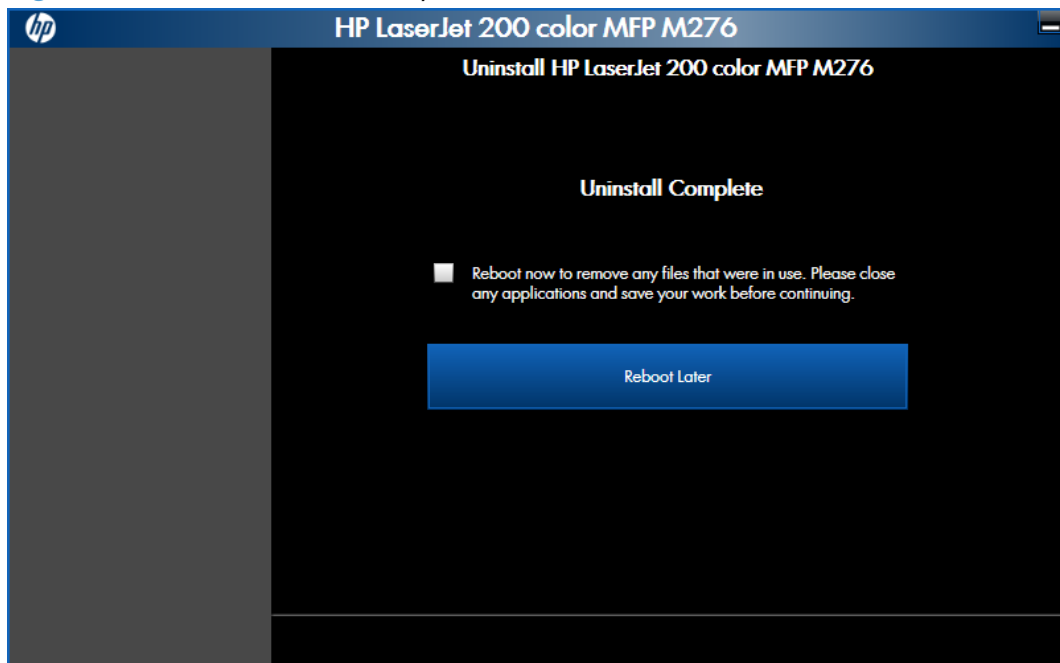 hp
HP LaserJet 200 color MFP M276
Uninstall HP LaserJet 200 color MFP M276
Uninstall Complete
Reboot now to remove any files that were in use. Please close
any applications and save your work before continuing.
Reboot Later